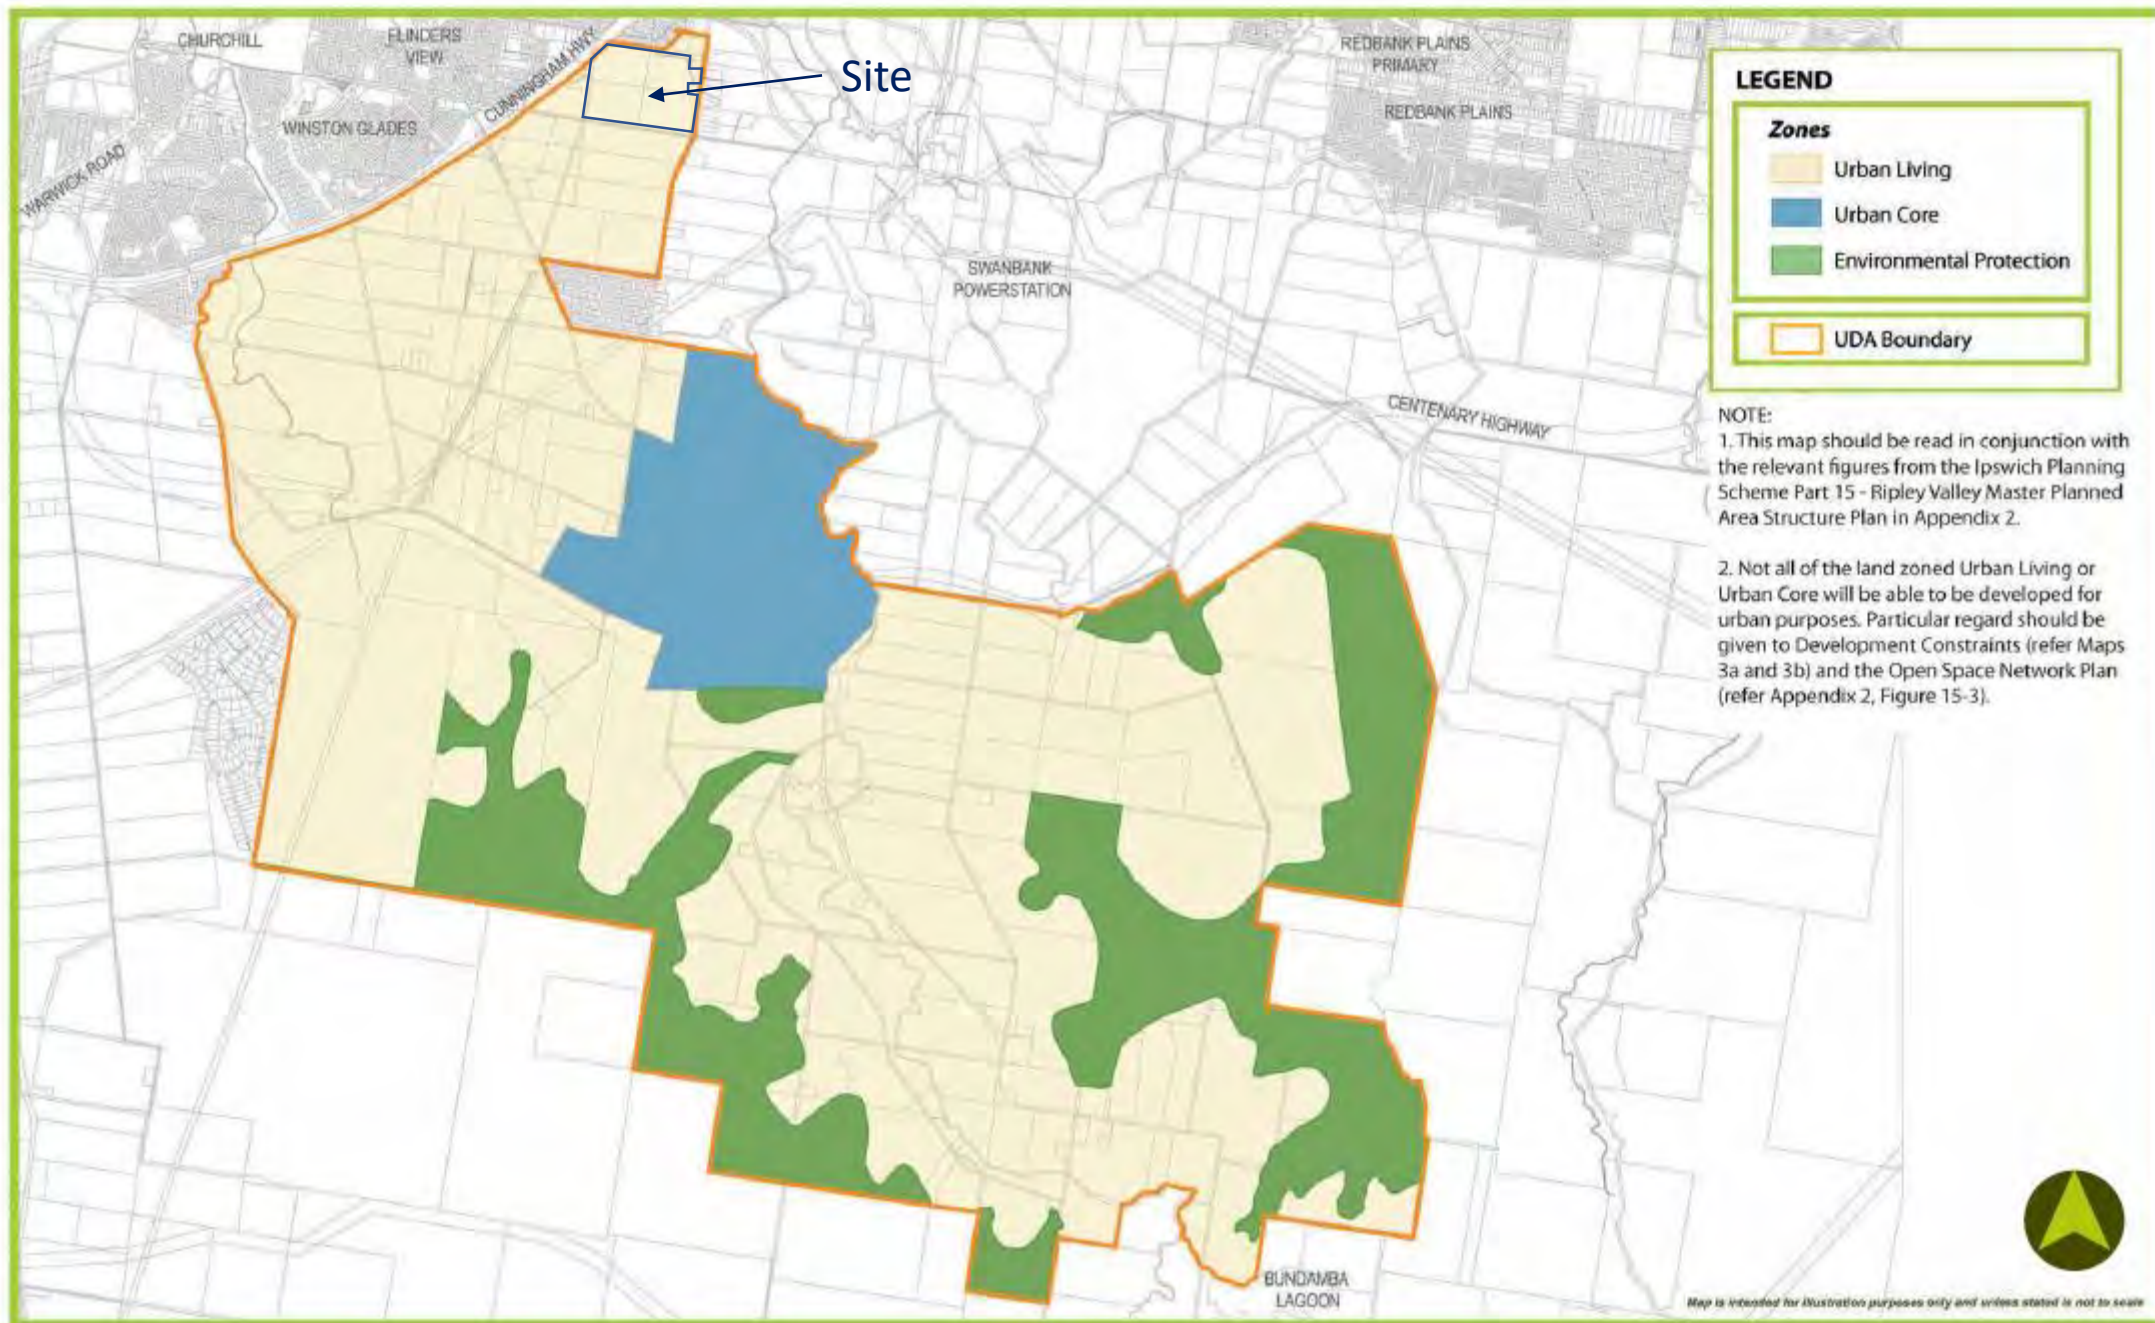 CHURCHILL
FLINDERS
VIEW
CUNNINGHAM HWY
Site
REDBANK PLAINS
PRIMARY
REDBANK PLAINS
WINSTON GLADES
WARWICK ROAD
SWANBANK
POWERSTATION
CENTENARY HIGHWAY
BUNDAMBA
LAGOON
LEGEND
Zones
Urban Living
Urban Core
Environmental Protection
UDA Boundary
NOTE:
1. This map should be read in conjunction with
the relevant figures from the Ipswich Planning
Scheme Part 15 - Ripley Valley Master Planned
Area Structure Plan in Appendix 2.
2. Not all of the land zoned Urban Living or
Urban Core will be able to be developed for
urban purposes. Particular regard should be
given to Development Constraints (refer Maps
3a and 3b) and the Open Space Network Plan
(refer Appendix 2, Figure 15-3).
Map is intended for illustration purposes only and unless stated is not to scale